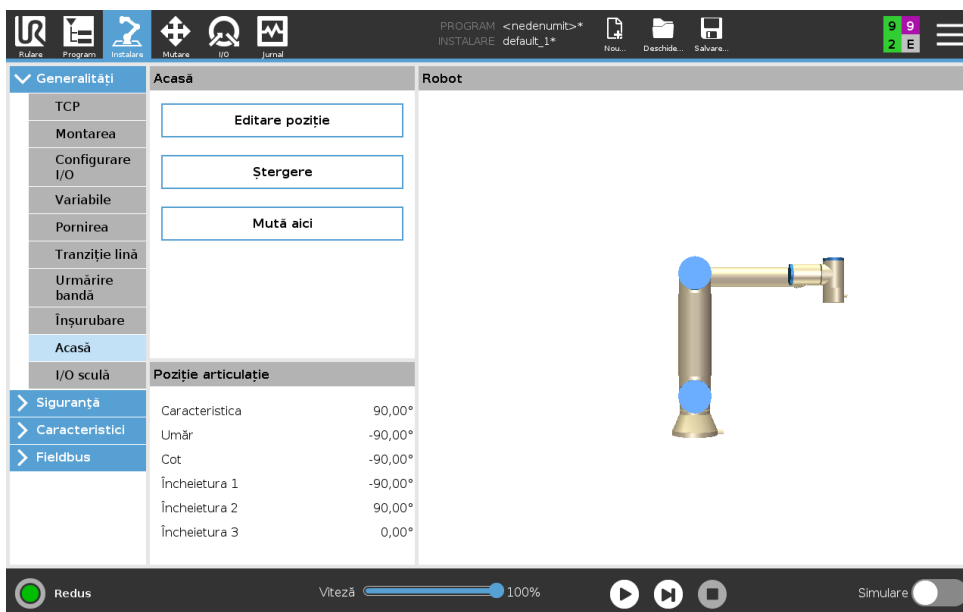 PROGRAM <nedenumit>*
INSTALARE default_1*
Rulare Program Instalare Mutare I/O Jurnal
Nou... Deschide... Salvare...
9 9
2 E
Generalități
TCP
Montarea
Configurare
I/O
Variabile
Pornirea
Tranziție lină
Urmărire
bandă
Înșurubare
Acasă
I/O sculă
Siguranță
Caracteristici
Fieldbus
Acasă
Editare poziție
Ștergere
Mută aici
Poziție articulație
Caracteristica 90,00°
Umăr -90,00°
Cot -90,00°
Încheietura 1 -90,00°
Încheietura 2 90,00°
Încheietura 3 0,00°
Robot
Redus
Viteză 100%
Simulare